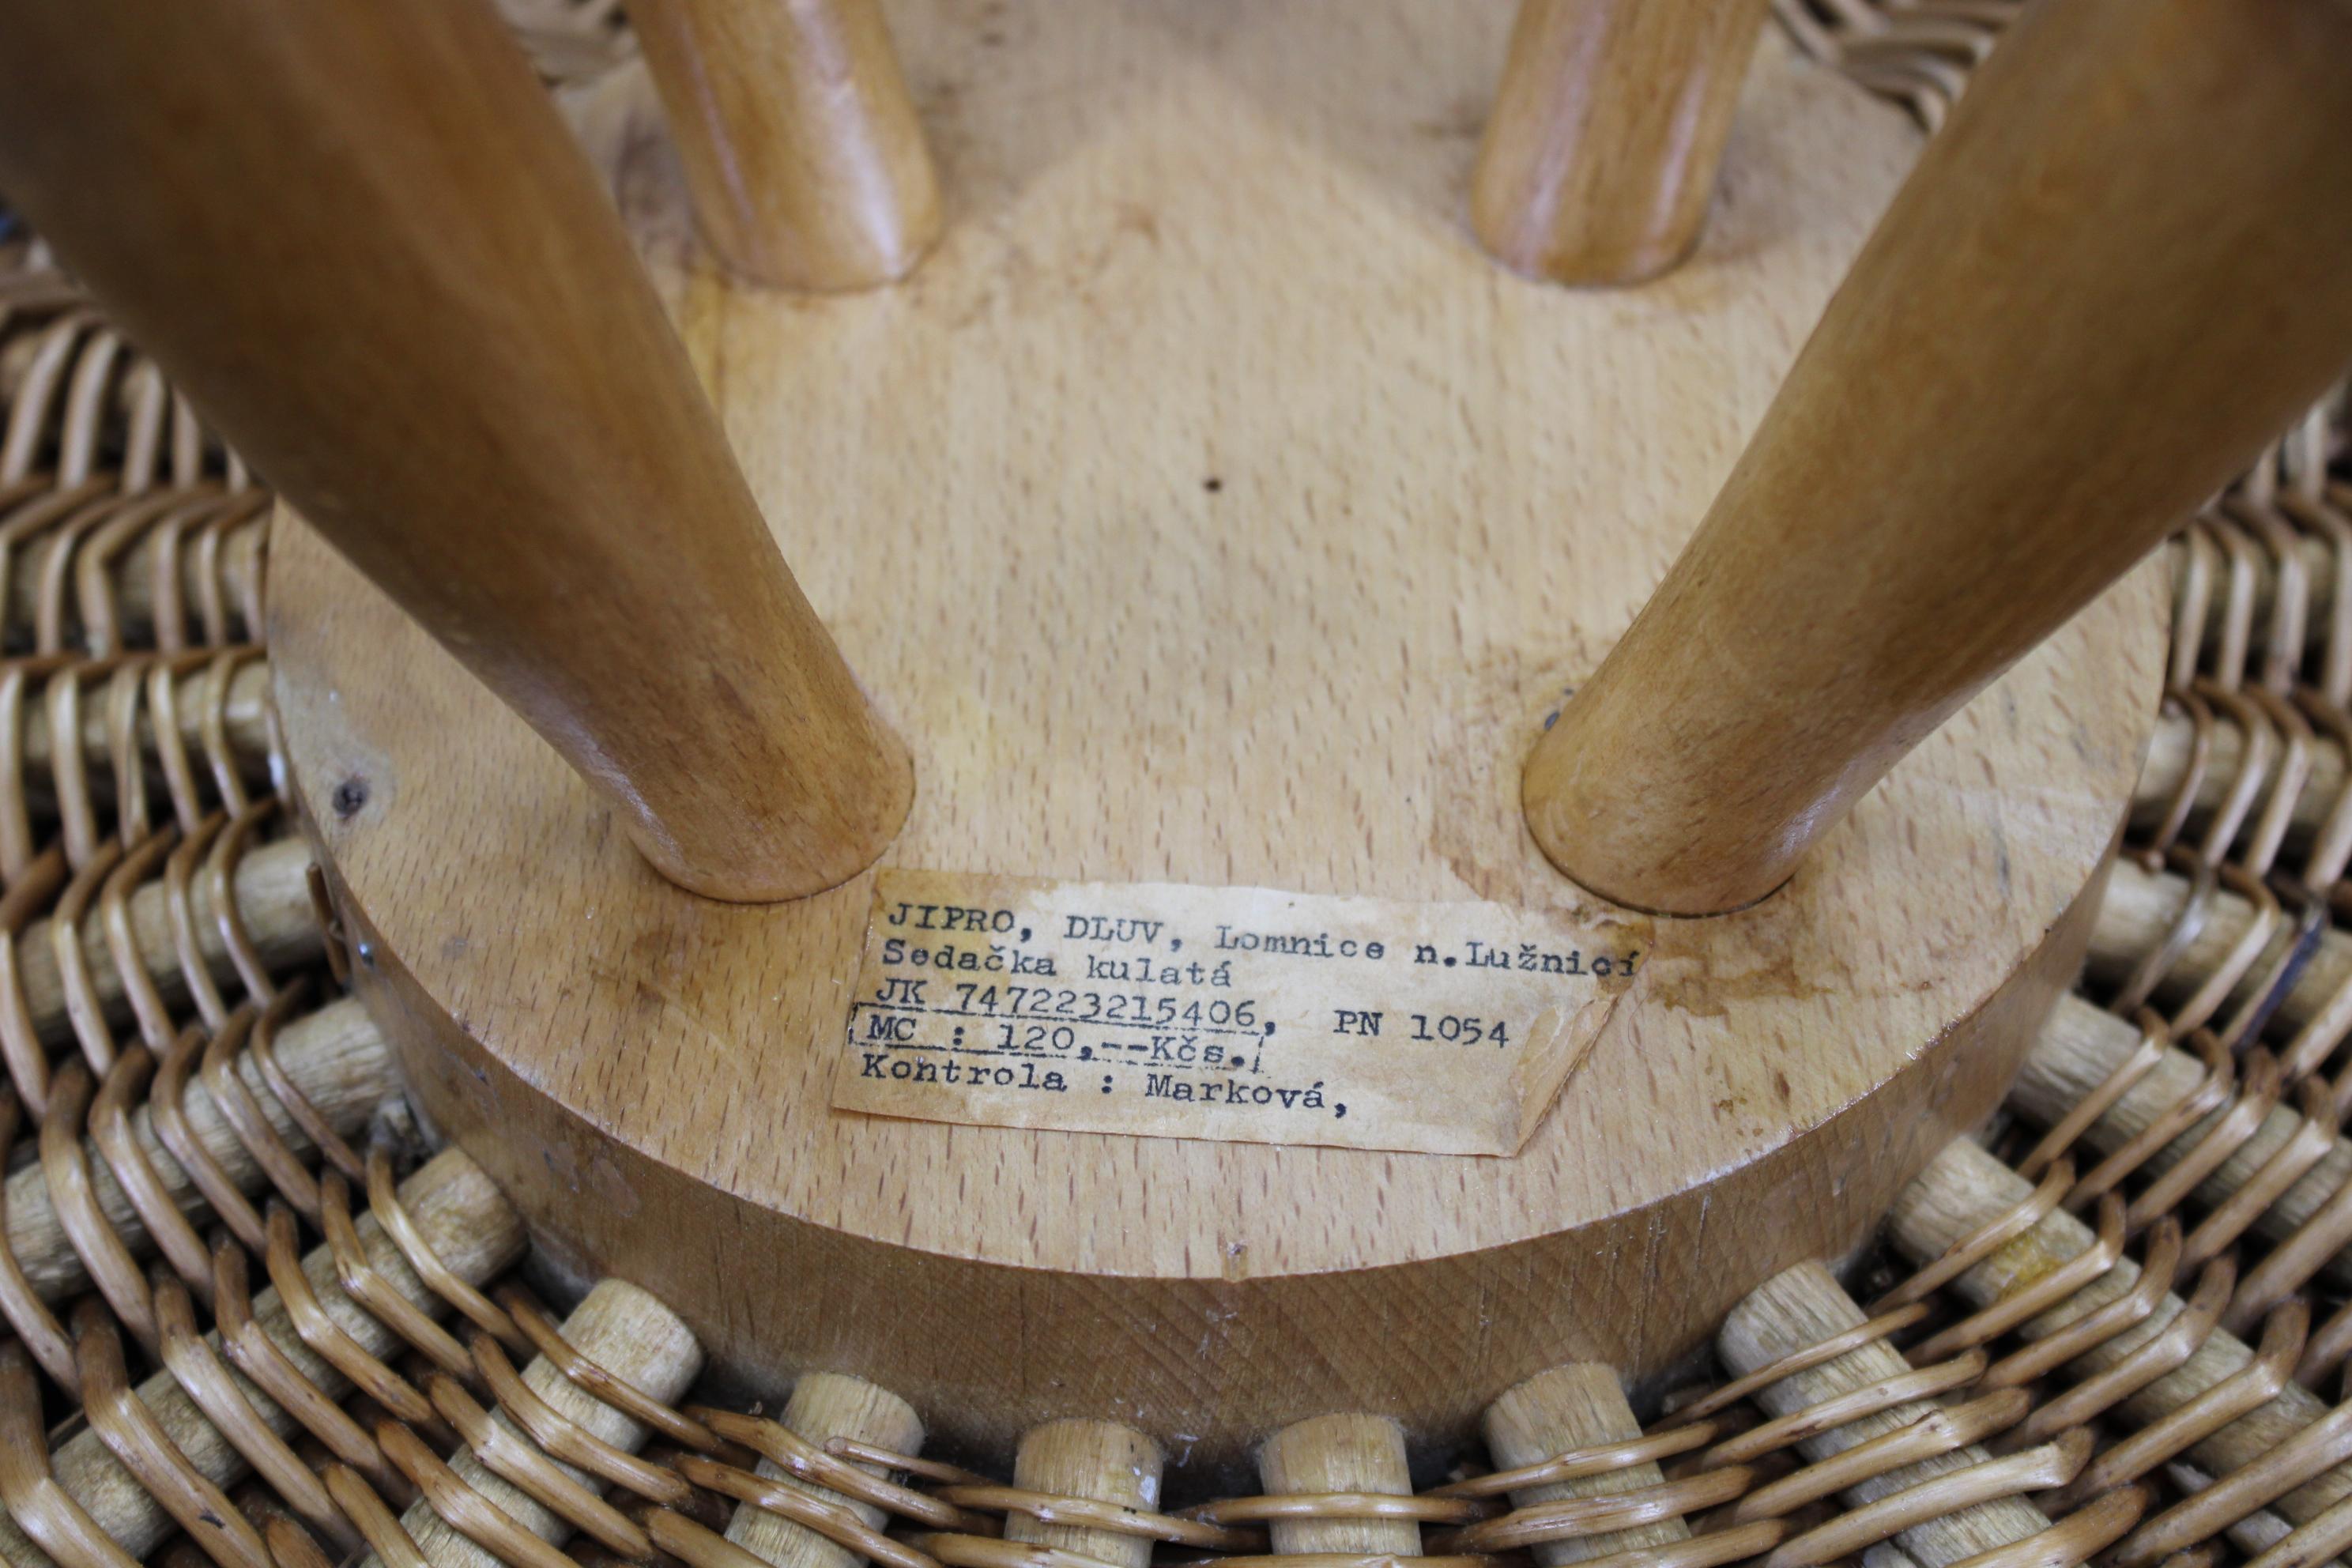 JIPRO, DLUV, Lomnice n.Lužnicí
Sedačka kulatá
JK 747223215406, PN 1054
MC : 120,--Kčs.
Kontrola : Marková,